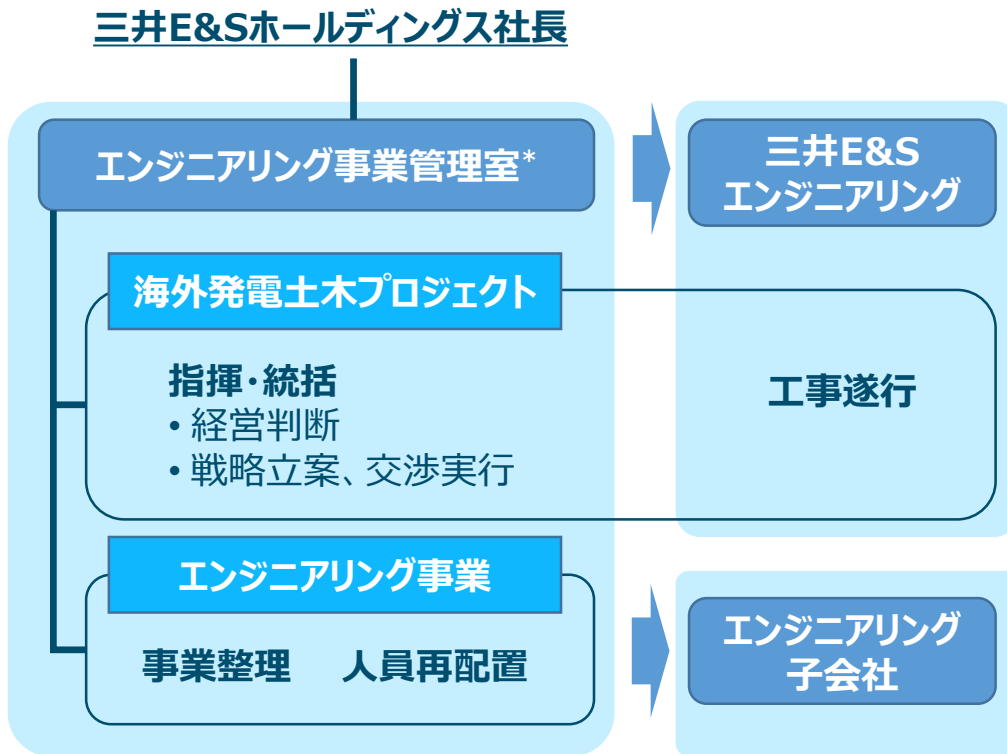 三井E&Sホールディングス社長
エンジニアリング事業管理室*
三井E&S
エンジニアリング
海外発電土木プロジェクト
指揮・統括
• 経営判断
• 戦略立案、交渉実行
工事遂行
エンジニアリング事業
事業整理 人員再配置
エンジニアリング
子会社